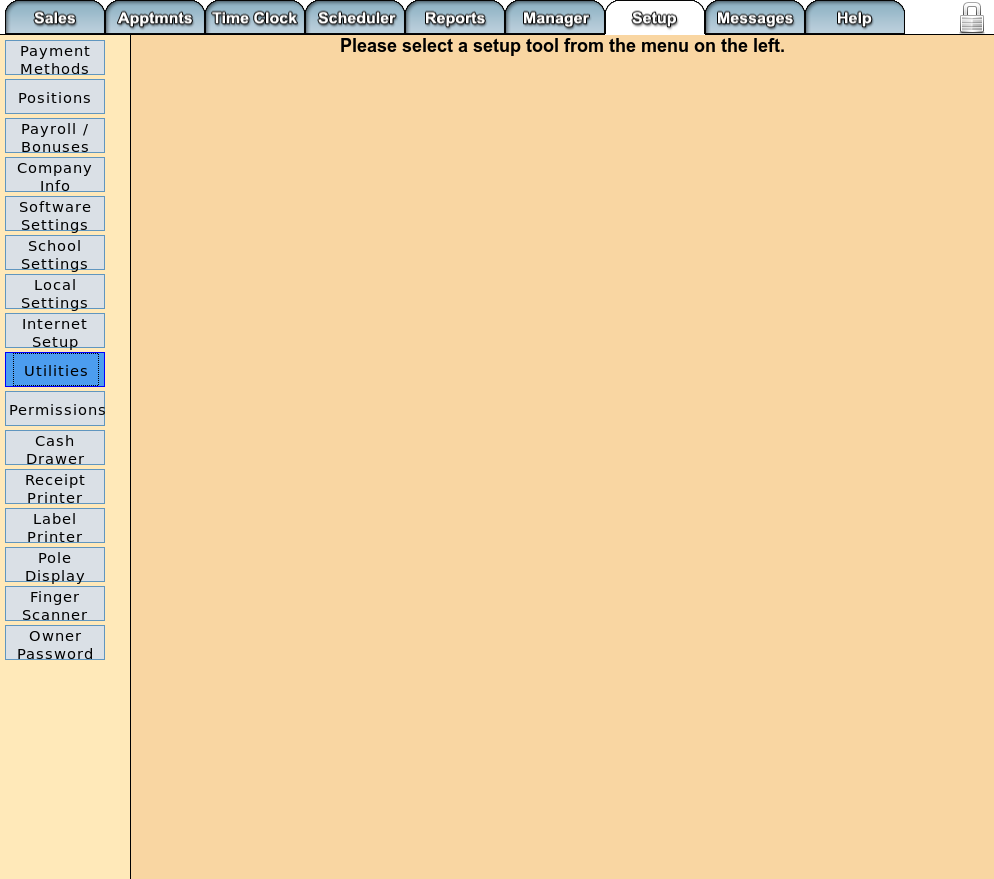 Sales Apptmnts Time Clock Scheduler Reports Manager Setup Messages Help
Please select a setup tool from the menu on the left.
Payment
Methods
Positions
Payroll /
Bonuses
Company
Info
Software
Settings
School
Settings
Local
Settings
Internet
Setup
Utilities
Permissions
Cash
Drawer
Receipt
Printer
Label
Printer
Pole
Display
Finger
Scanner
Owner
Password